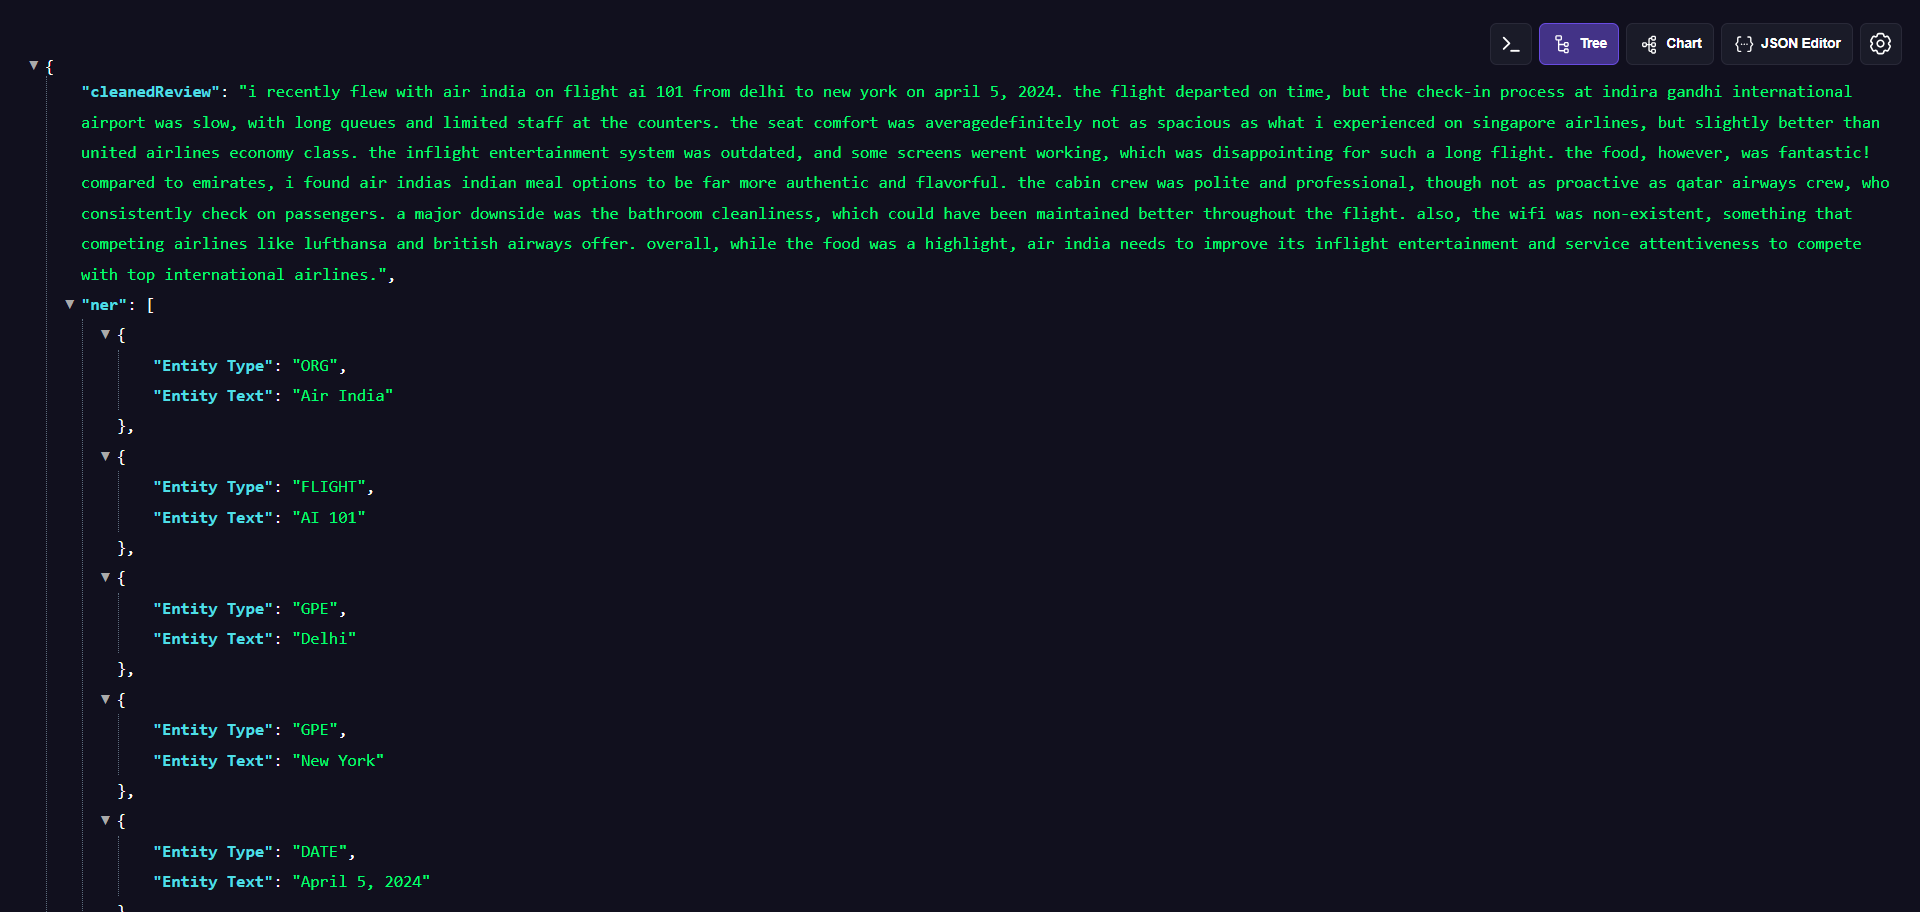 Tree
Chart
{··} JSON Editor
{
"cleanedReview": "i recently flew with air india on flight ai 101 from delhi to new york on april 5, 2024. the flight departed on time, but the check-in process at indira gandhi international
airport was slow, with long queues and limited staff at the counters. the seat comfort was averagedefinitely not as spacious as what i experienced on singapore airlines, but slightly better than
united airlines economy class. the inflight entertainment system was outdated, and some screens werent working, which was disappointing for such a long flight. the food, however, was fantastic!
compared to emirates, i found air indias indian meal options to be far more authentic and flavorful. the cabin crew was polite and professional, though not as proactive as qatar airways crew, who
consistently check on passengers. a major downside was the bathroom cleanliness, which could have been maintained better throughout the flight. also, the wifi was non-existent, something that
competing airlines like lufthansa and british airways offer. overall, while the food was a highlight, air india needs to improve its inflight entertainment and service attentiveness to compete
with top international airlines.",
"ner": [
{
"Entity Type": "ORG",
"Entity Text": "Air India"
},
{
"Entity Type": "FLIGHT",
"Entity Text": "AI 101"
},
{
"Entity Type": "GPE",
"Entity Text": "Delhi"
},
{
"Entity Type": "GPE",
"Entity Text": "New York"
},
{
"Entity Type": "DATE",
"Entity Text": "April 5, 2024"
}